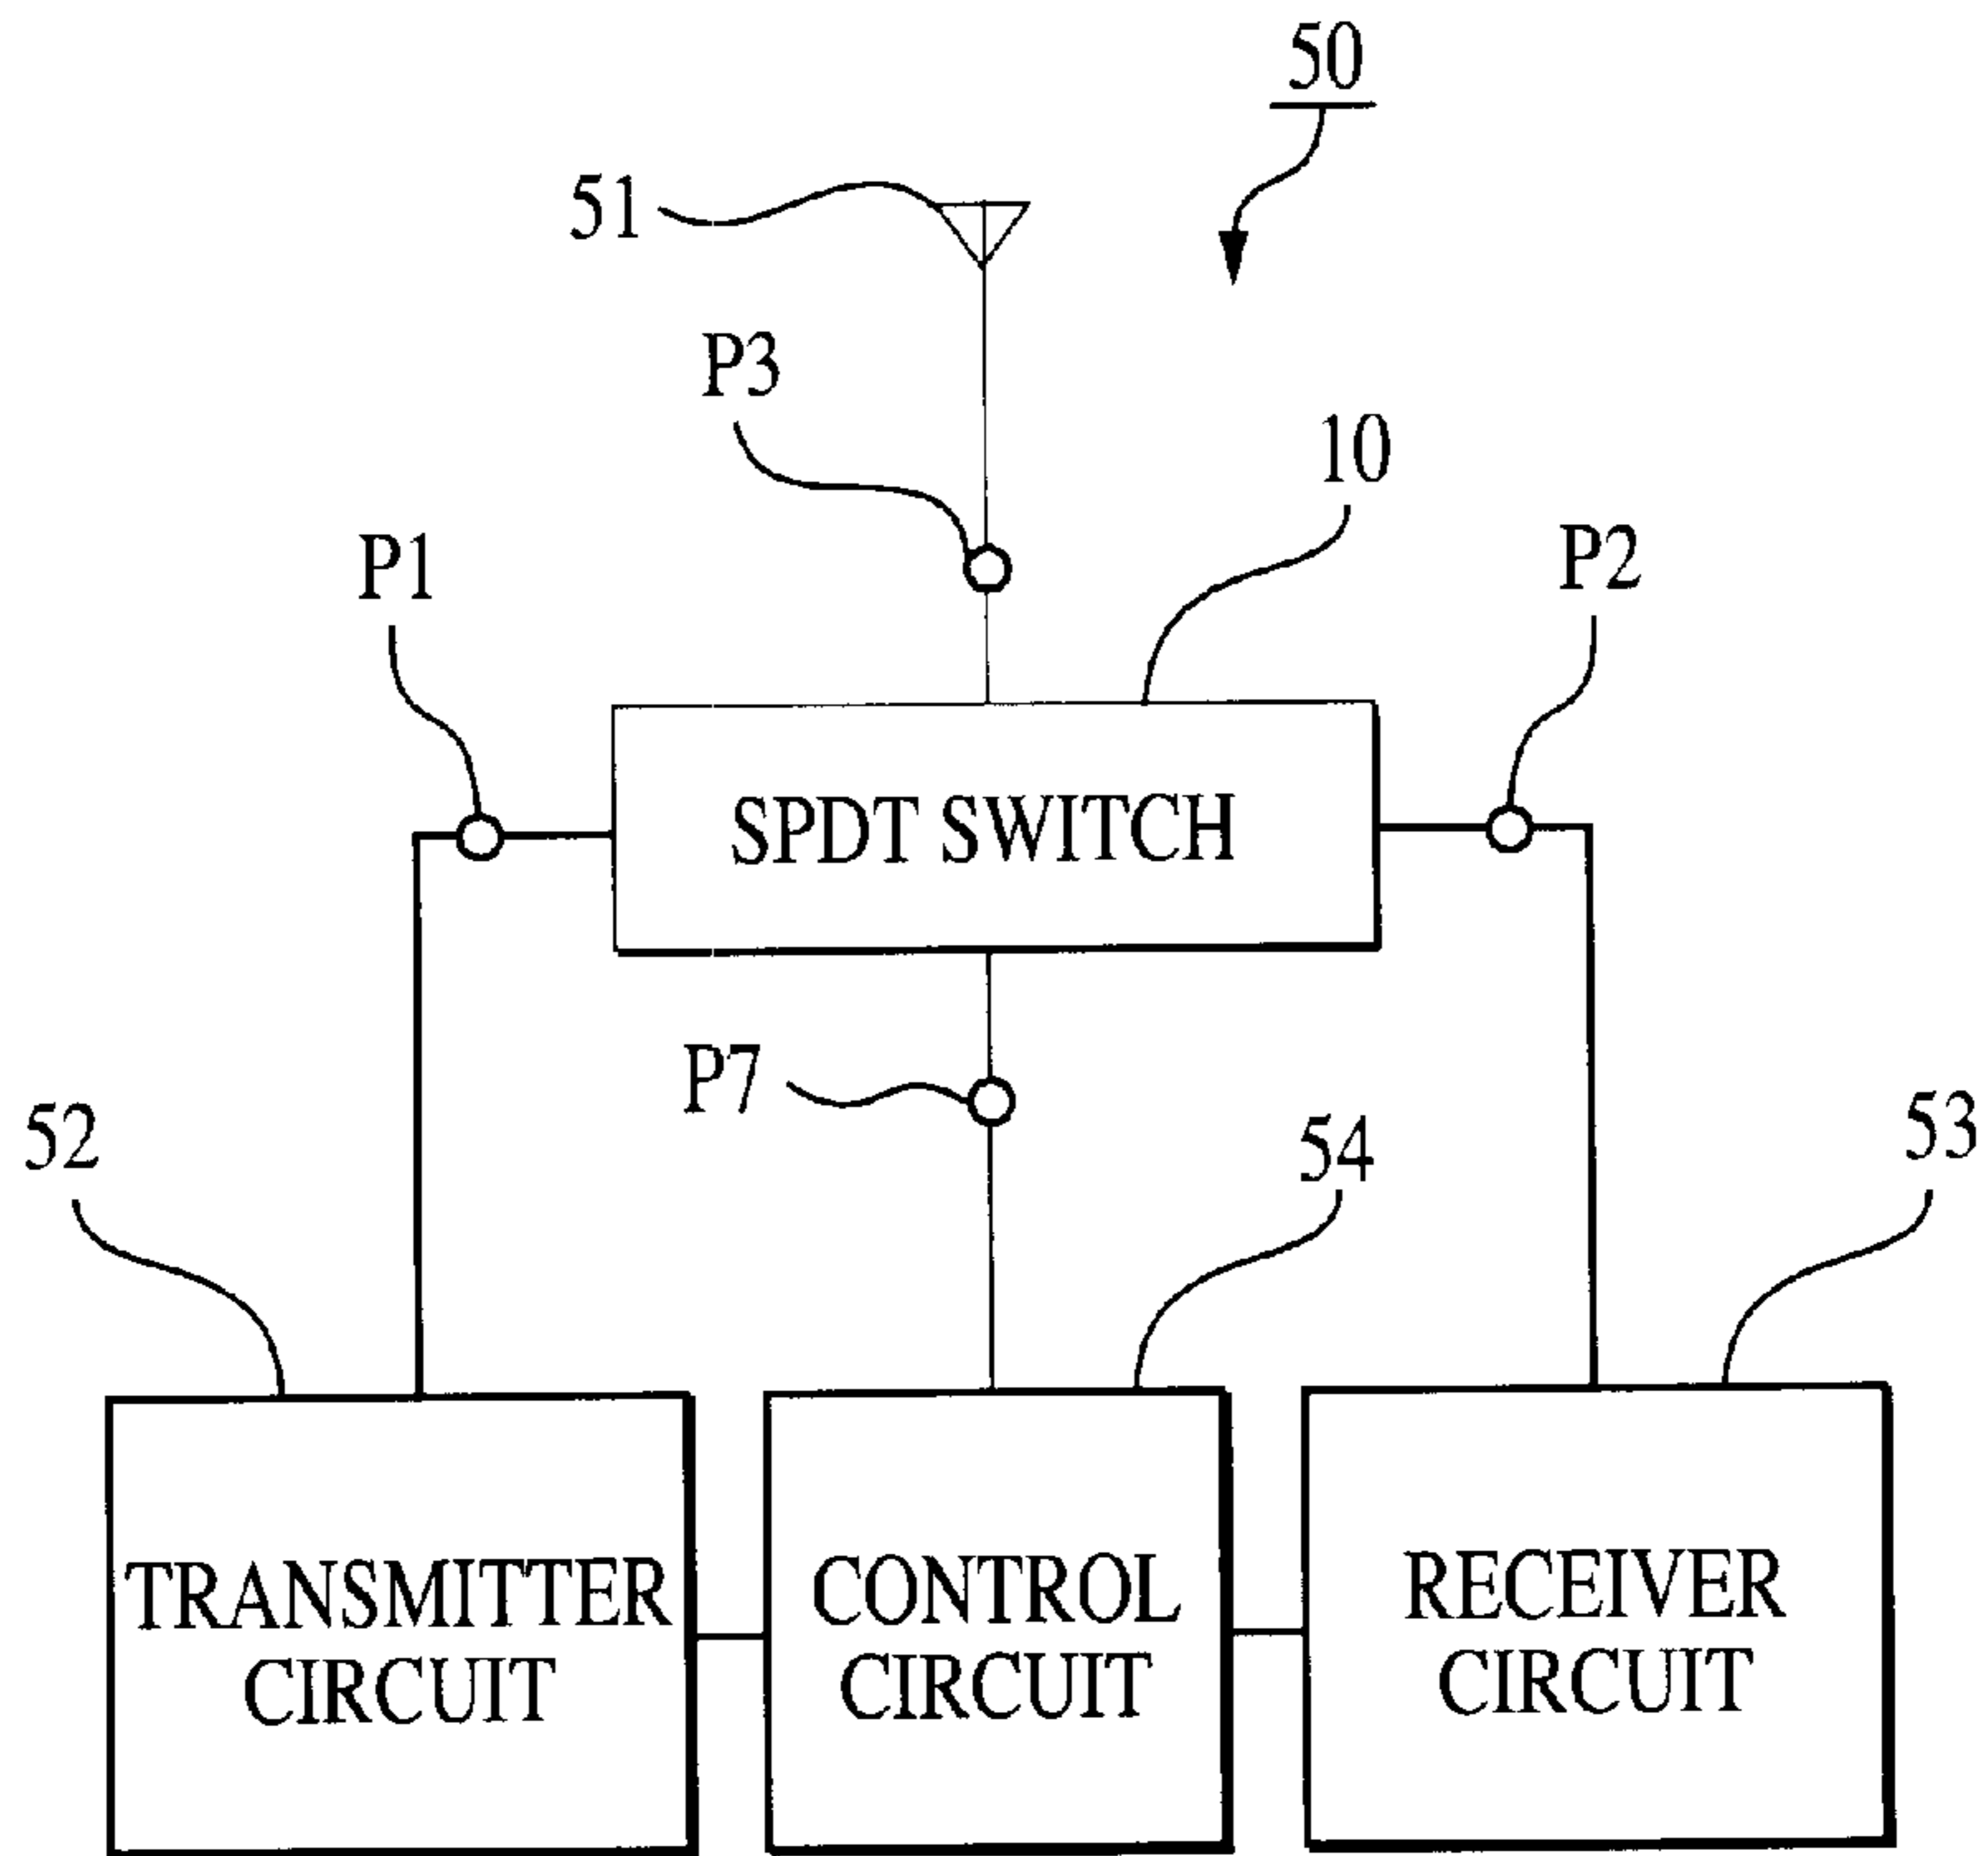 50
51
P3
10
P1
P2
SPDT SWITCH
P7
52
54
53
TRANSMITTER
CIRCUIT
CONTROL
CIRCUIT
RECEIVER
CIRCUIT